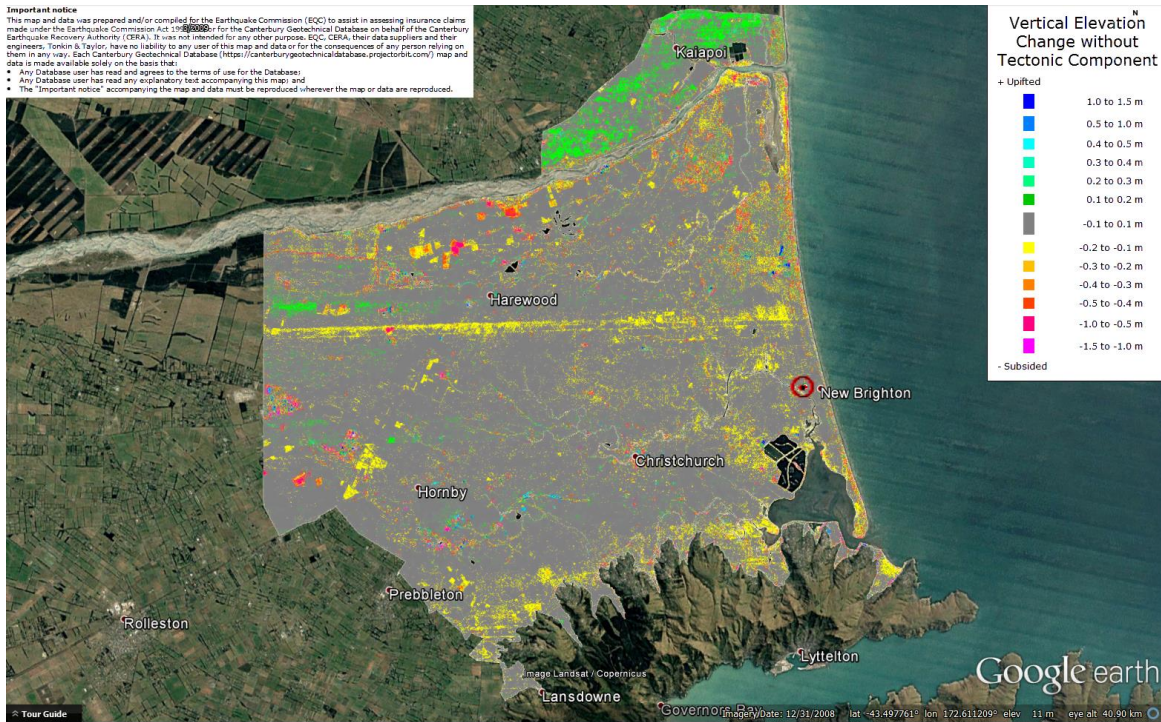 Important notice
This map and data was prepared and/or compiled for the Earthquake Commission (EQC) to assist in assessing insurance claims
made under the Earthquake Commission Act or for the Canterbury Geotechnical Database on behalf of the Canterbury
Earthquake Recovery Authority (CERA). It was not intended for any other purpose. EQC, CERA, their data suppliers and their
engineers, Tonkin & Taylor, have no liability to any user of this map and data or for the consequences of any person relying on
them in any way. Each Canterbury Geotechnical Database (https://canterburygeotechnicaldatabase.projectorbit.com/) map and
data is made available solely on the basis that:
• Any Database user has read and agrees to the terms of use for the Database;
• Any Database user has read any explanatory text accompanying this map; and
• The "Important notice" accompanying the map and data must be reproduced wherever the map or data are reproduced.
N
Vertical Elevation
Change without
Tectonic Component
+ Upifted
1.0 to 1.5 m
0.5 to 1.0 m
0.4 to 0.5 m
0.3 to 0.4 m
0.2 to 0.3 m
0.1 to 0.2 m
-0.1 to 0.1 m
-0.2 to -0.1 m
-0.3 to -0.2 m
-0.4 to -0.3 m
-0.5 to -0.4 m
-1.0 to -0.5 m
-1.5 to -1.0 m
- Subsided
Kaiapoi
Harewood
New Brighton
Christchurch
Hornby
Prebbleton
Rolleston
Lyttelton
Image Landsat / Copernicus
Lansdowne
Governors Bay
Google earth
Tour Guide
Imagery Date: 12/31/2008 lat -43.497761° lon 172.611209° elev 11 m eye alt 40.90 km